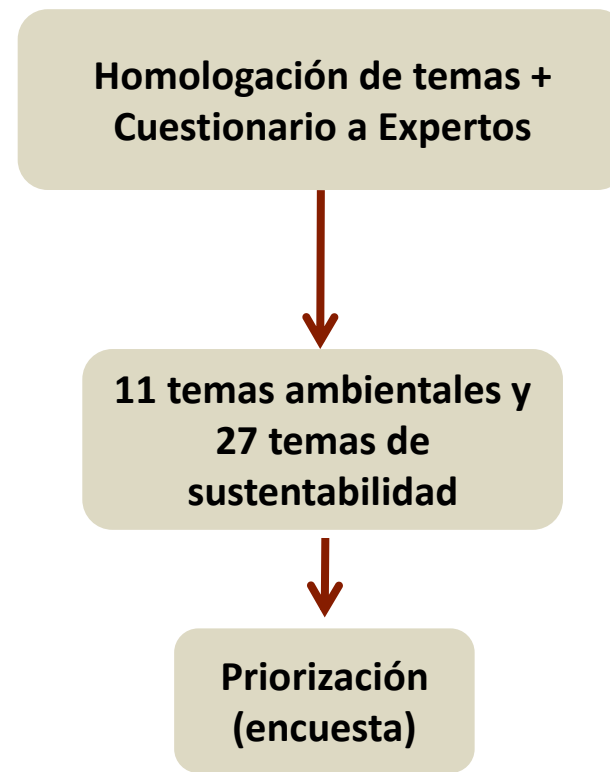 Homologación de temas +
Cuestionario a Expertos
11 temas ambientales y
27 temas de
sustentabilidad
Priorización
(encuesta)